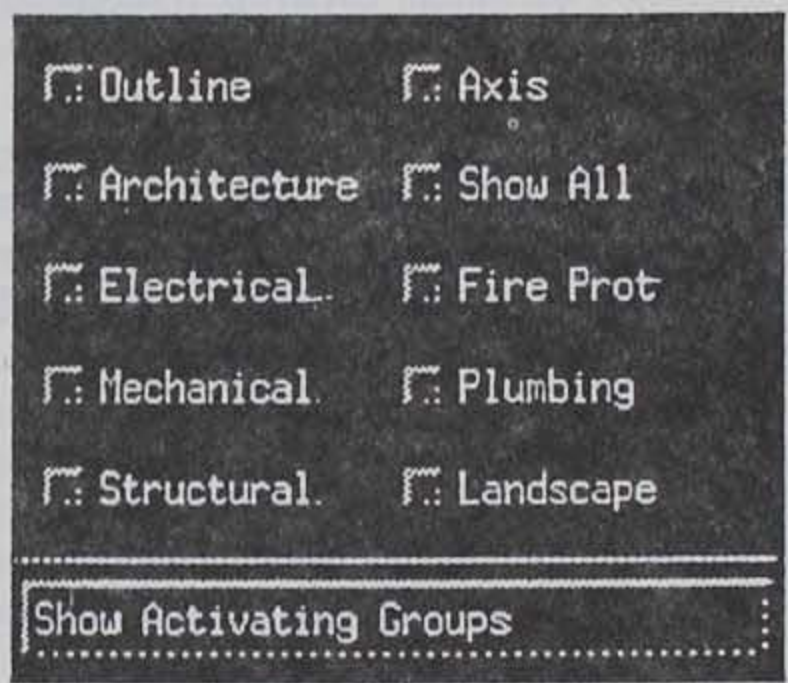 Outline
Axis
Architecture
Show All
Electrical
Fire Prot
Mechanical
Plumbing
Structural
Landscape
Show Activating Groups